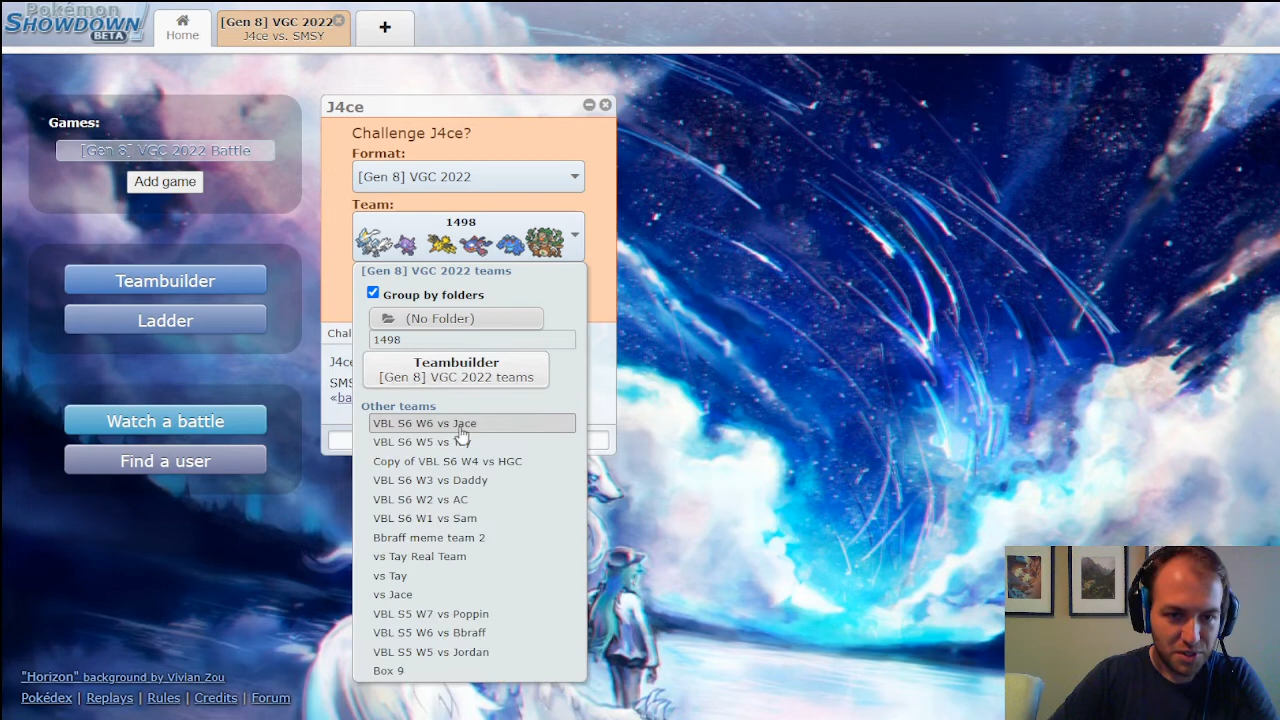 Pokémon
SHOWDOWN
BETA
Home
[Gen 8] VGC 2022
J4ce vs. SMSY
+
Games:
[Gen 8] VGC 2022 Battle
Add game
Teambuilder
Ladder
Watch a battle
Find a user
"Horizon" background by Vivian Zou
Pokédex | Replays | Rules | Credits | Forum
J4ce
Challenge J4ce?
Format:
[Gen 8] VGC 2022
Team:
1498
[Gen 8] VGC 2022 teams
Group by folders
(No Folder)
1498
Teambuilder
[Gen 8] VGC 2022 teams
Other teams
VBL S6 W6 vs Jace
VBL S6 W5 vs
Copy of VBL S6 W4 vs HGC
VBL S6 W3 vs Daddy
VBL S6 W2 vs AC
VBL S6 W1 vs Sam
Bbraff meme team 2
vs Tay Real Team
vs Tay
vs Jace
VBL S5 W7 vs Poppin
VBL S5 W6 vs Bbraff
VBL S5 W5 vs Jordan
Box 9